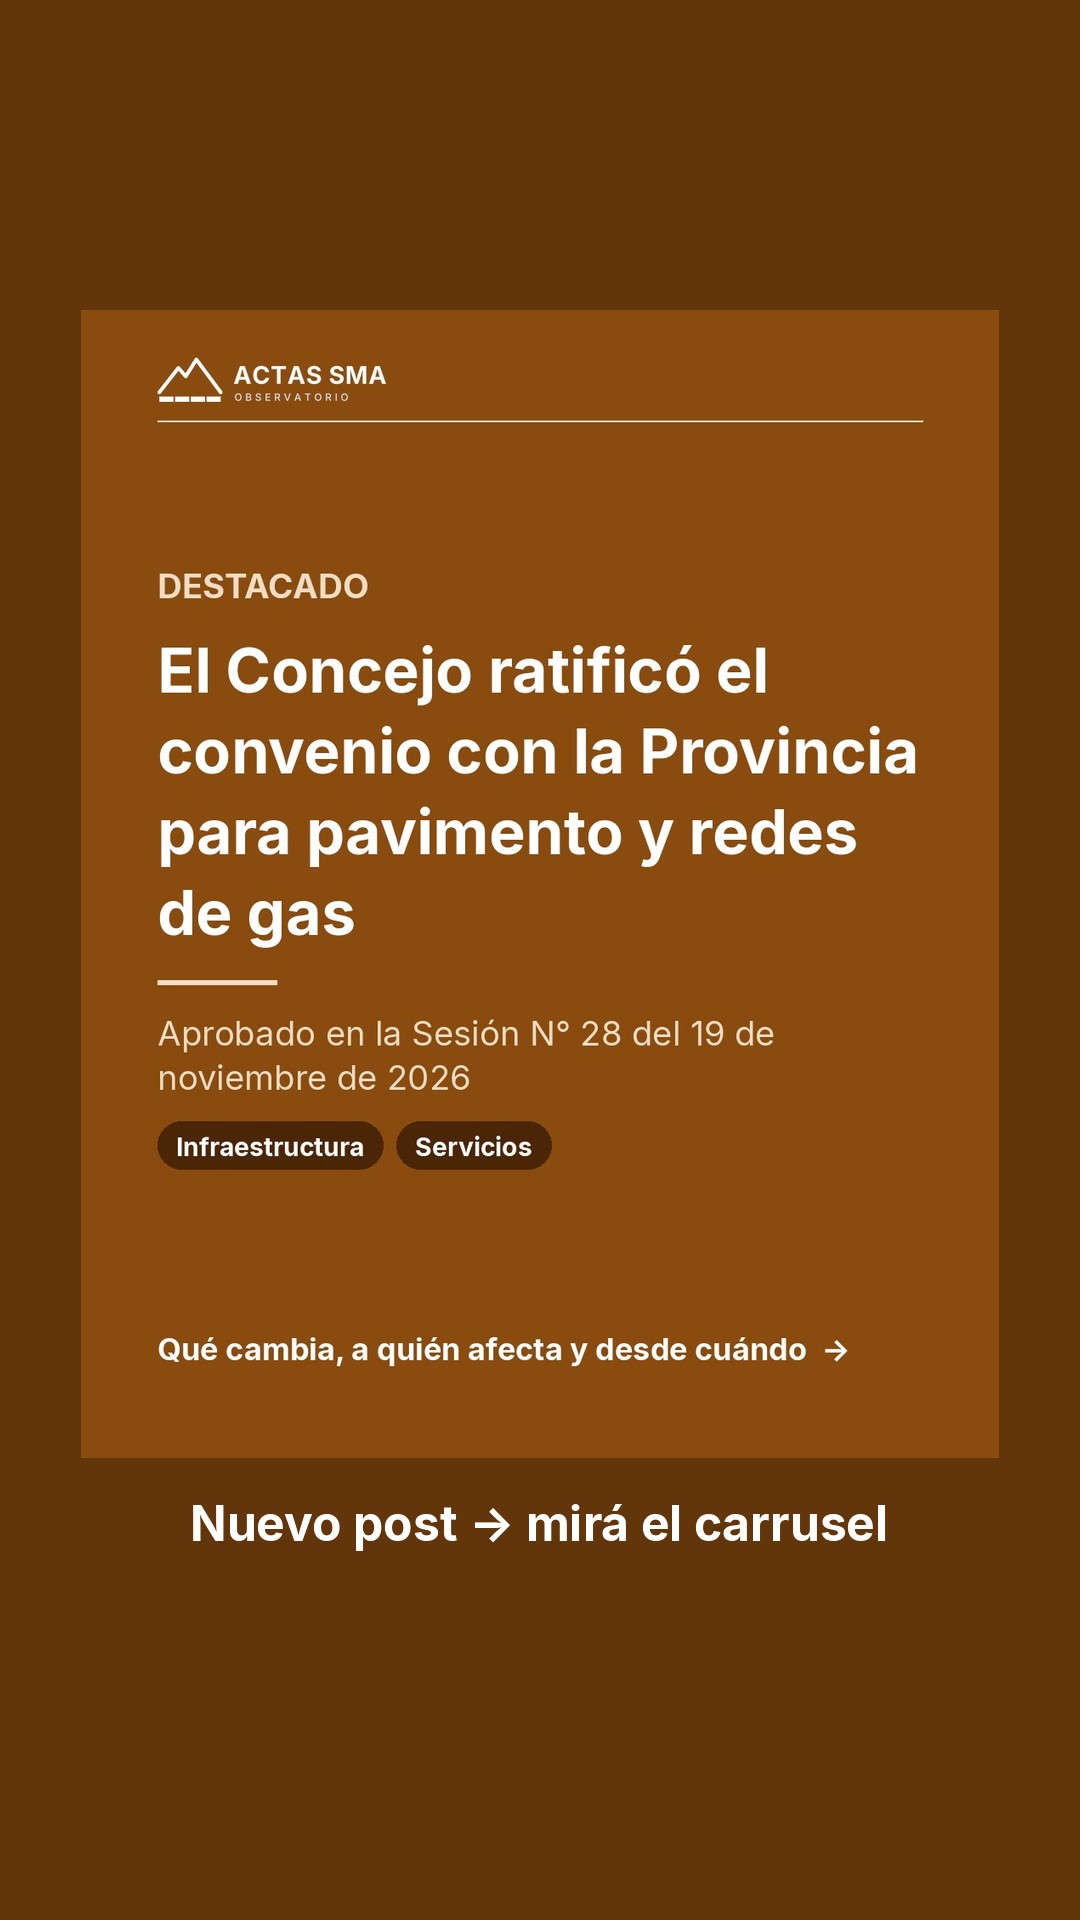 ACTAS SMA
OBSERVATORIO
DESTACADO
El Concejo ratificó el
convenio con la Provincia
para pavimento y redes
de gas
Aprobado en la Sesión N° 28 del 19 de
noviembre de 2026
Infraestructura Servicios
Qué cambia, a quién afecta y desde cuándo →
Nuevo post → mirá el carrusel